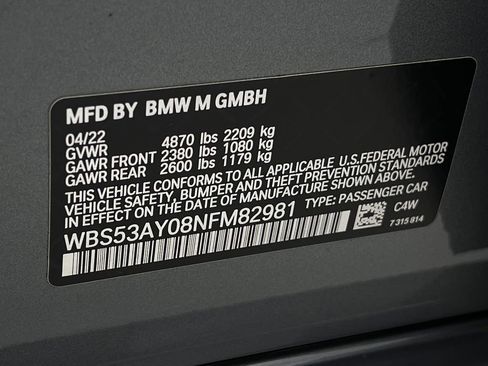 MFD BY BMW M GMBH
04/22
GVWR 4870 lbs 2209 kg
GAWR FRONT 2380 lbs 1080 kg
GAWR REAR 2600 lbs 1179 kg
THIS VEHICLE CONFORMS TO ALL APPLICABLE U.S.FEDERAL MOTOR
VEHICLE SAFETY, BUMPER AND THEFT PREVENTION STANDARDS
IN EFFECT ON THE DATE OF MANUFACTURE SHOWN ABOVE.
WBS53AY08NFM82981 TYPE: PASSENGER CAR
C4W
7315814